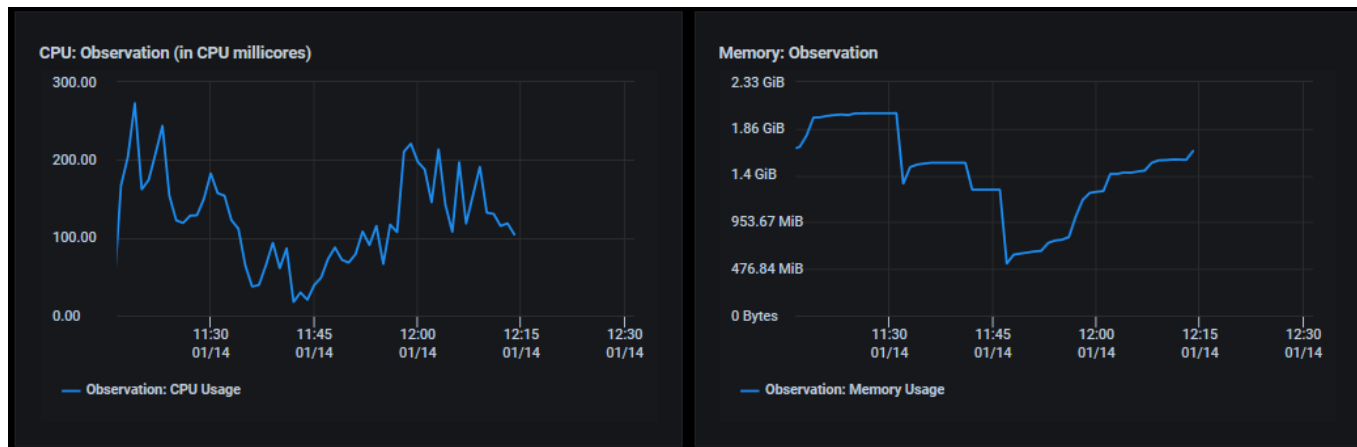 CPU: Observation (in CPU millicores)
300.00
200.00
100.00
0.00
11:30 11:45 12:00 12:15 12:30
01/14 01/14 01/14 01/14 01/14
Observation: CPU Usage
Memory: Observation
2.33 GiB
1.86 GiB
1.4 GiB
953.67 MiB
476.84 MiB
0 Bytes
11:30 11:45 12:00 12:15 12:30
01/14 01/14 01/14 01/14 01/14
Observation: Memory Usage